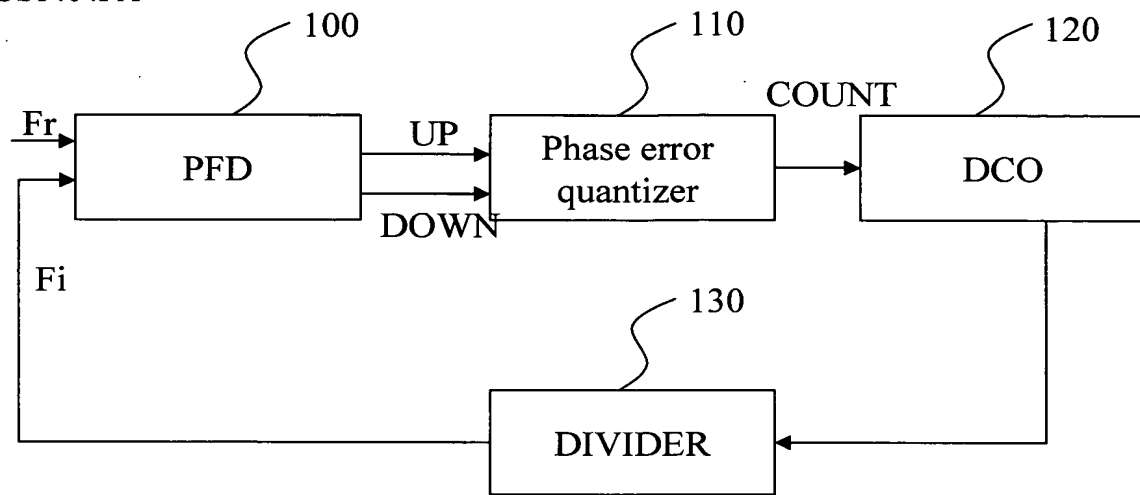 100
110
120
COUNT
Fr
UP
PFD
Phase error
quantizer
DCO
DOWN
Fi
130
DIVIDER